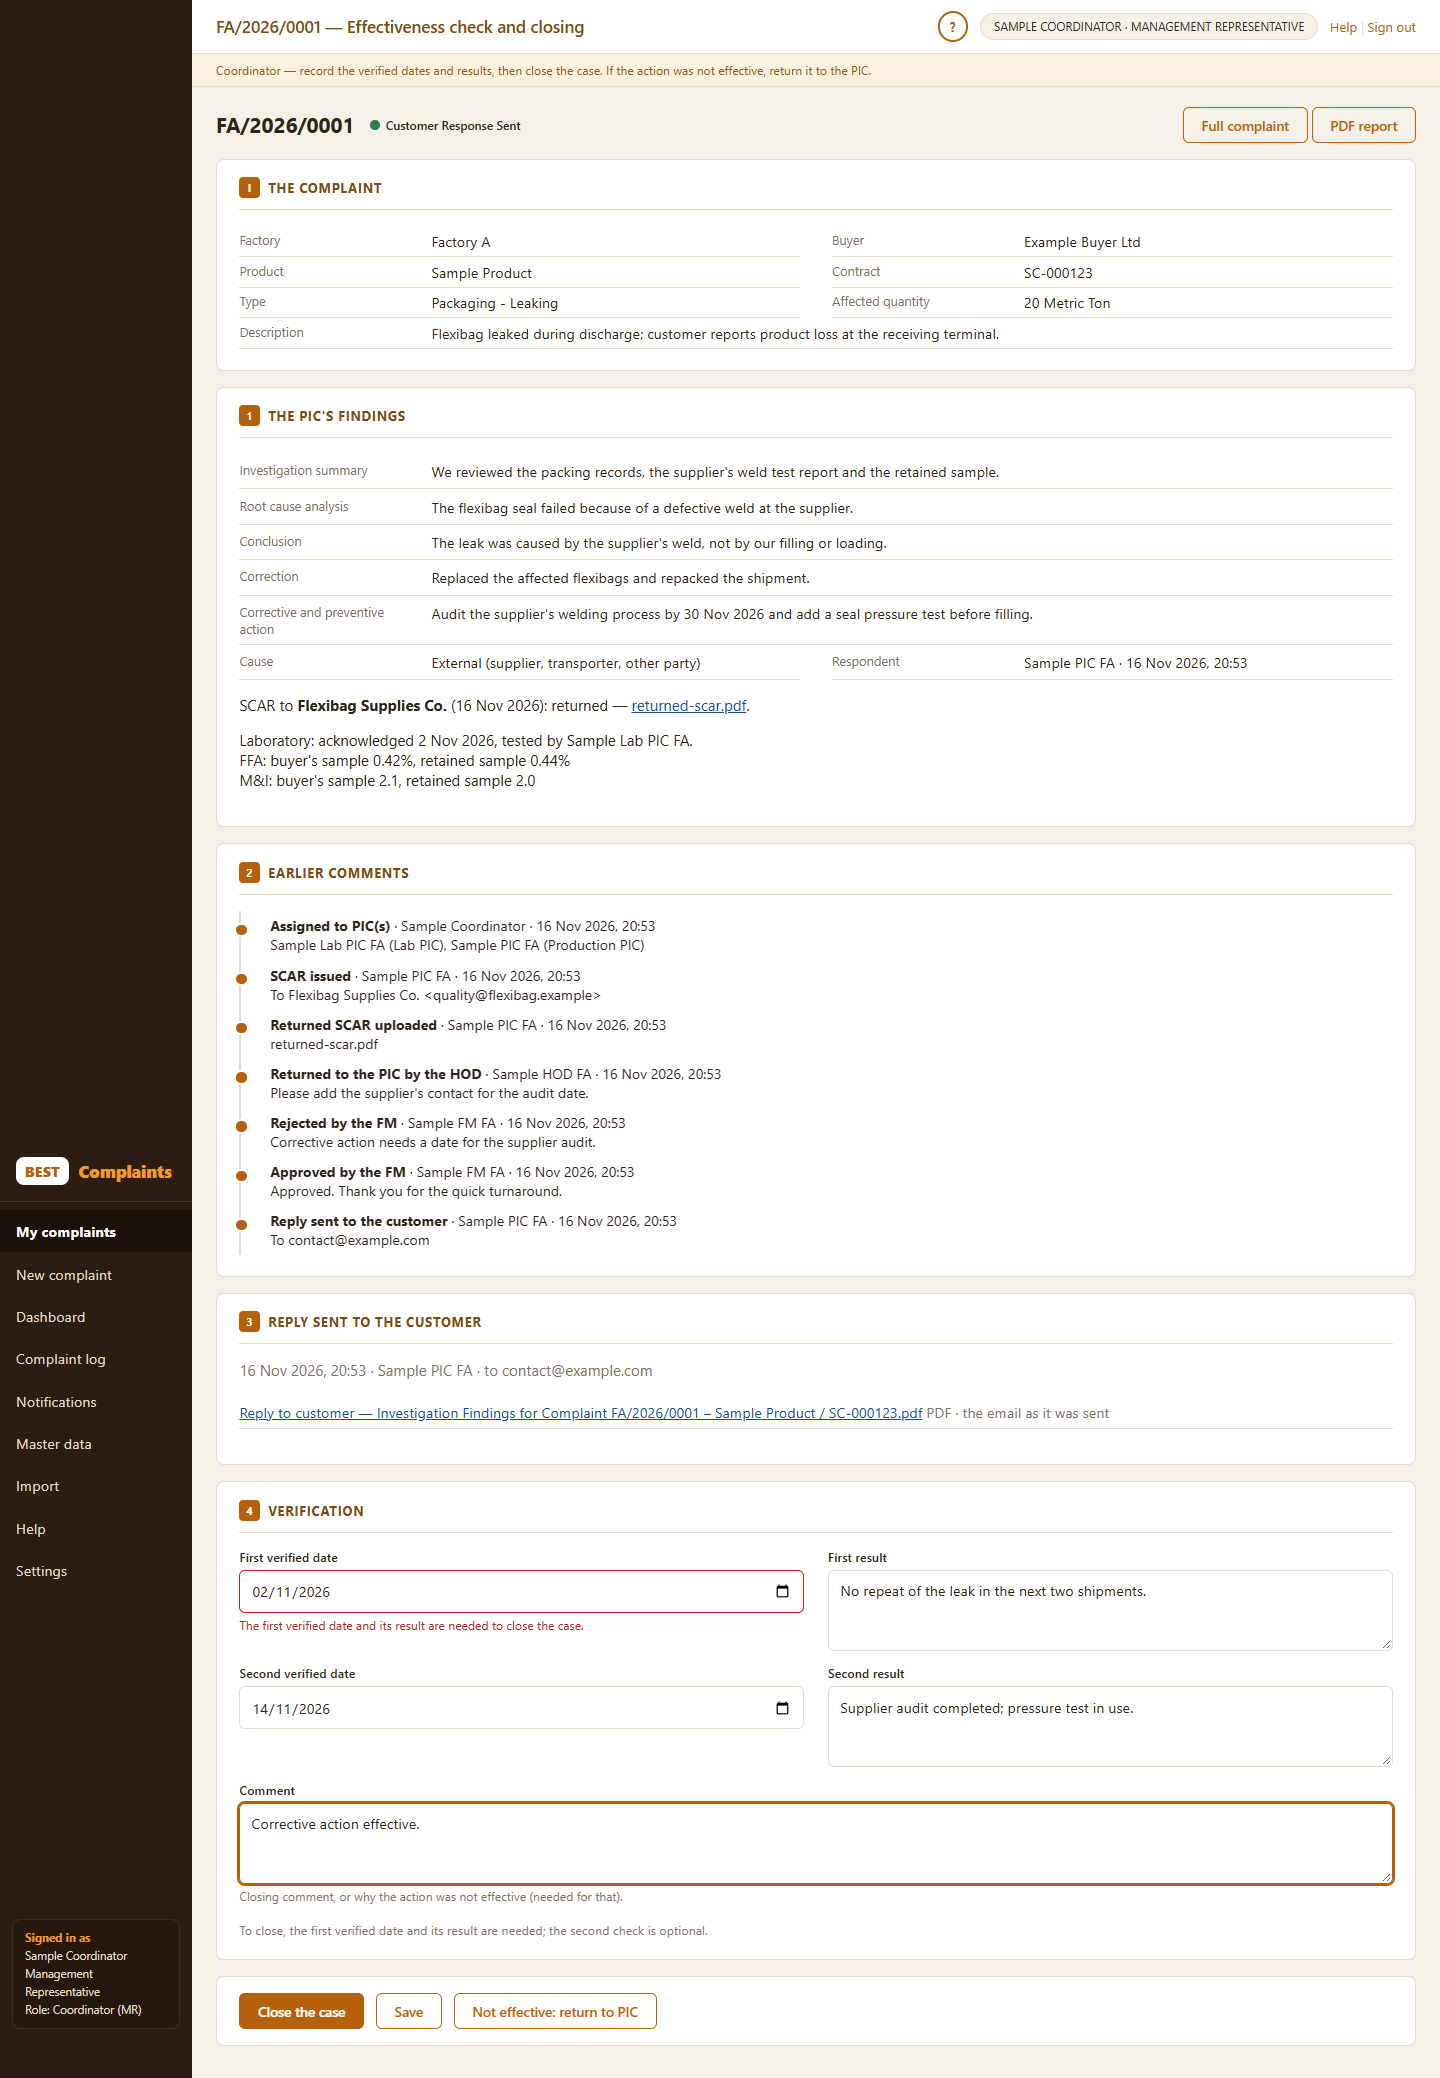 FA/2026/0001 — Effectiveness check and closing
?
SAMPLE COORDINATOR · MANAGEMENT REPRESENTATIVE
Help | Sign out
Coordinator — record the verified dates and results, then close the case. If the action was not effective, return it to the PIC.
FA/2026/0001
Customer Response Sent
Full complaint
PDF report
I THE COMPLAINT
Factory Factory A
Buyer Example Buyer Ltd
Product Sample Product
Contract SC-000123
Type Packaging - Leaking
Affected quantity 20 Metric Ton
Description Flexibag leaked during discharge; customer reports product loss at the receiving terminal.
1 THE PIC'S FINDINGS
Investigation summary We reviewed the packing records, the supplier's weld test report and the retained sample.
Root cause analysis The flexibag seal failed because of a defective weld at the supplier.
Conclusion The leak was caused by the supplier's weld, not by our filling or loading.
Correction Replaced the affected flexibags and repacked the shipment.
Corrective and preventive action Audit the supplier's welding process by 30 Nov 2026 and add a seal pressure test before filling.
Cause External (supplier, transporter, other party)
Respondent Sample PIC FA · 16 Nov 2026, 20:53
SCAR to Flexibag Supplies Co. (16 Nov 2026): returned — returned-scar.pdf.
Laboratory: acknowledged 2 Nov 2026, tested by Sample Lab PIC FA.
FFA: buyer's sample 0.42%, retained sample 0.44%
M&I: buyer's sample 2.1, retained sample 2.0
2 EARLIER COMMENTS
Assigned to PIC(s) · Sample Coordinator · 16 Nov 2026, 20:53
Sample Lab PIC FA (Lab PIC), Sample PIC FA (Production PIC)
SCAR issued · Sample PIC FA · 16 Nov 2026, 20:53
To Flexibag Supplies Co. <quality@flexibag.example>
Returned SCAR uploaded · Sample PIC FA · 16 Nov 2026, 20:53
returned-scar.pdf
Returned to the PIC by the HOD · Sample HOD FA · 16 Nov 2026, 20:53
Please add the supplier's contact for the audit date.
Rejected by the FM · Sample FM FA · 16 Nov 2026, 20:53
Corrective action needs a date for the supplier audit.
Approved by the FM · Sample FM FA · 16 Nov 2026, 20:53
Approved. Thank you for the quick turnaround.
Reply sent to the customer · Sample PIC FA · 16 Nov 2026, 20:53
To contact@example.com
3 REPLY SENT TO THE CUSTOMER
16 Nov 2026, 20:53 · Sample PIC FA · to contact@example.com
Reply to customer — Investigation Findings for Complaint FA/2026/0001 – Sample Product / SC-000123.pdf PDF · the email as it was sent
4 VERIFICATION
First verified date
02/11/2026
The first verified date and its result are needed to close the case.
First result
No repeat of the leak in the next two shipments.
Second verified date
14/11/2026
Second result
Supplier audit completed; pressure test in use.
Comment
Corrective action effective.
Closing comment, or why the action was not effective (needed for that).
To close, the first verified date and its result are needed; the second check is optional.
Close the case
Save
Not effective: return to PIC
BEST Complaints
My complaints
New complaint
Dashboard
Complaint log
Notifications
Master data
Import
Help
Settings
Signed in as
Sample Coordinator
Management
Representative
Role: Coordinator (MR)